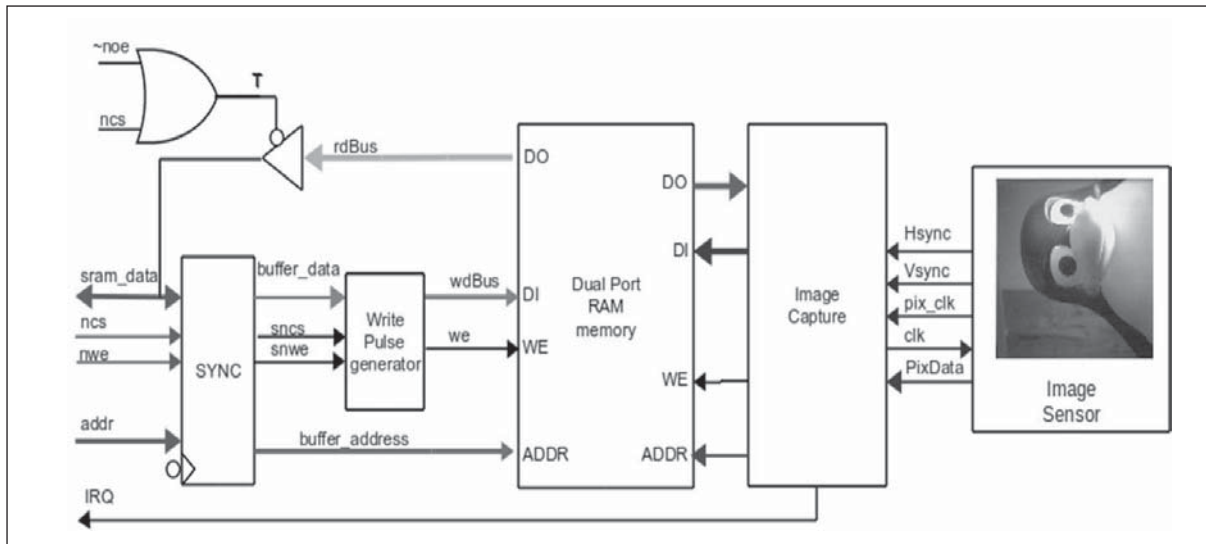 ~noe
T
ncs
rdBus
DO
DO
sram_data
buffer_data
wdBus
DI
DI
Hsync
Vsync
pix_clk
clk
PixData
ncs
nwe
sncs
snwe
we
WE
WE
SYNC
Write
Pulse
generator
Dual Port
RAM
memory
Image
Capture
Image
Sensor
addr
buffer_address
ADDR
ADDR
IRQ